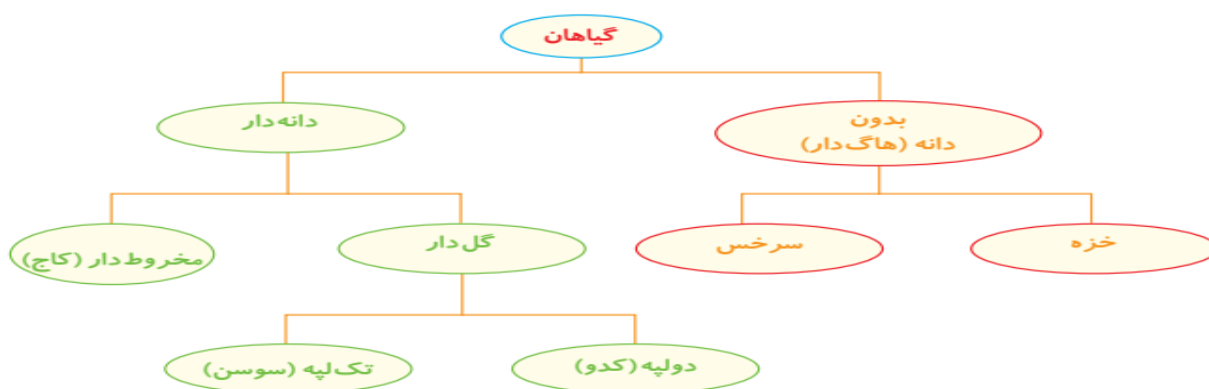 گیاهان
بدون
دانه (هاگ‌دار)
دانه‌دار
خزه
سرخس
گل‌دار
مخروط‌دار (کاج)
دولپه (کدو)
تک‌لپه (سوسن)